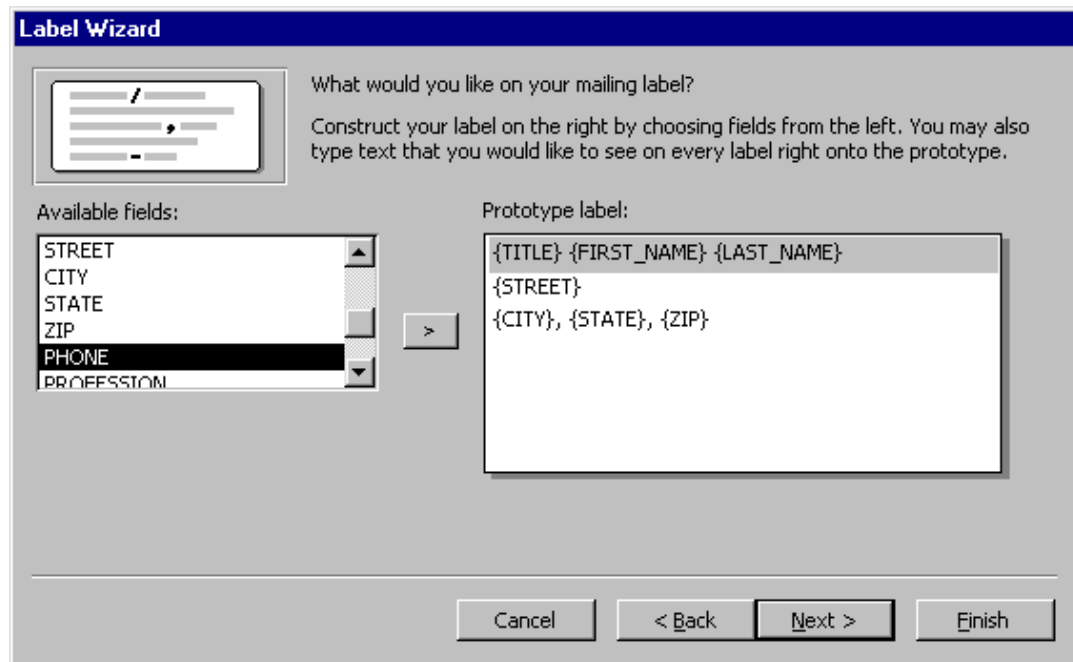 Label Wizard
What would you like on your mailing label?
Construct your label on the right by choosing fields from the left. You may also
type text that you would like to see on every label right onto the prototype.
Available fields:
STREET
CITY
STATE
ZIP
PHONE
PROFESSION
>
Prototype label:
{TITLE} {FIRST_NAME} {LAST_NAME}
{STREET}
{CITY}, {STATE}, {ZIP}
Cancel
< Back
Next >
Finish